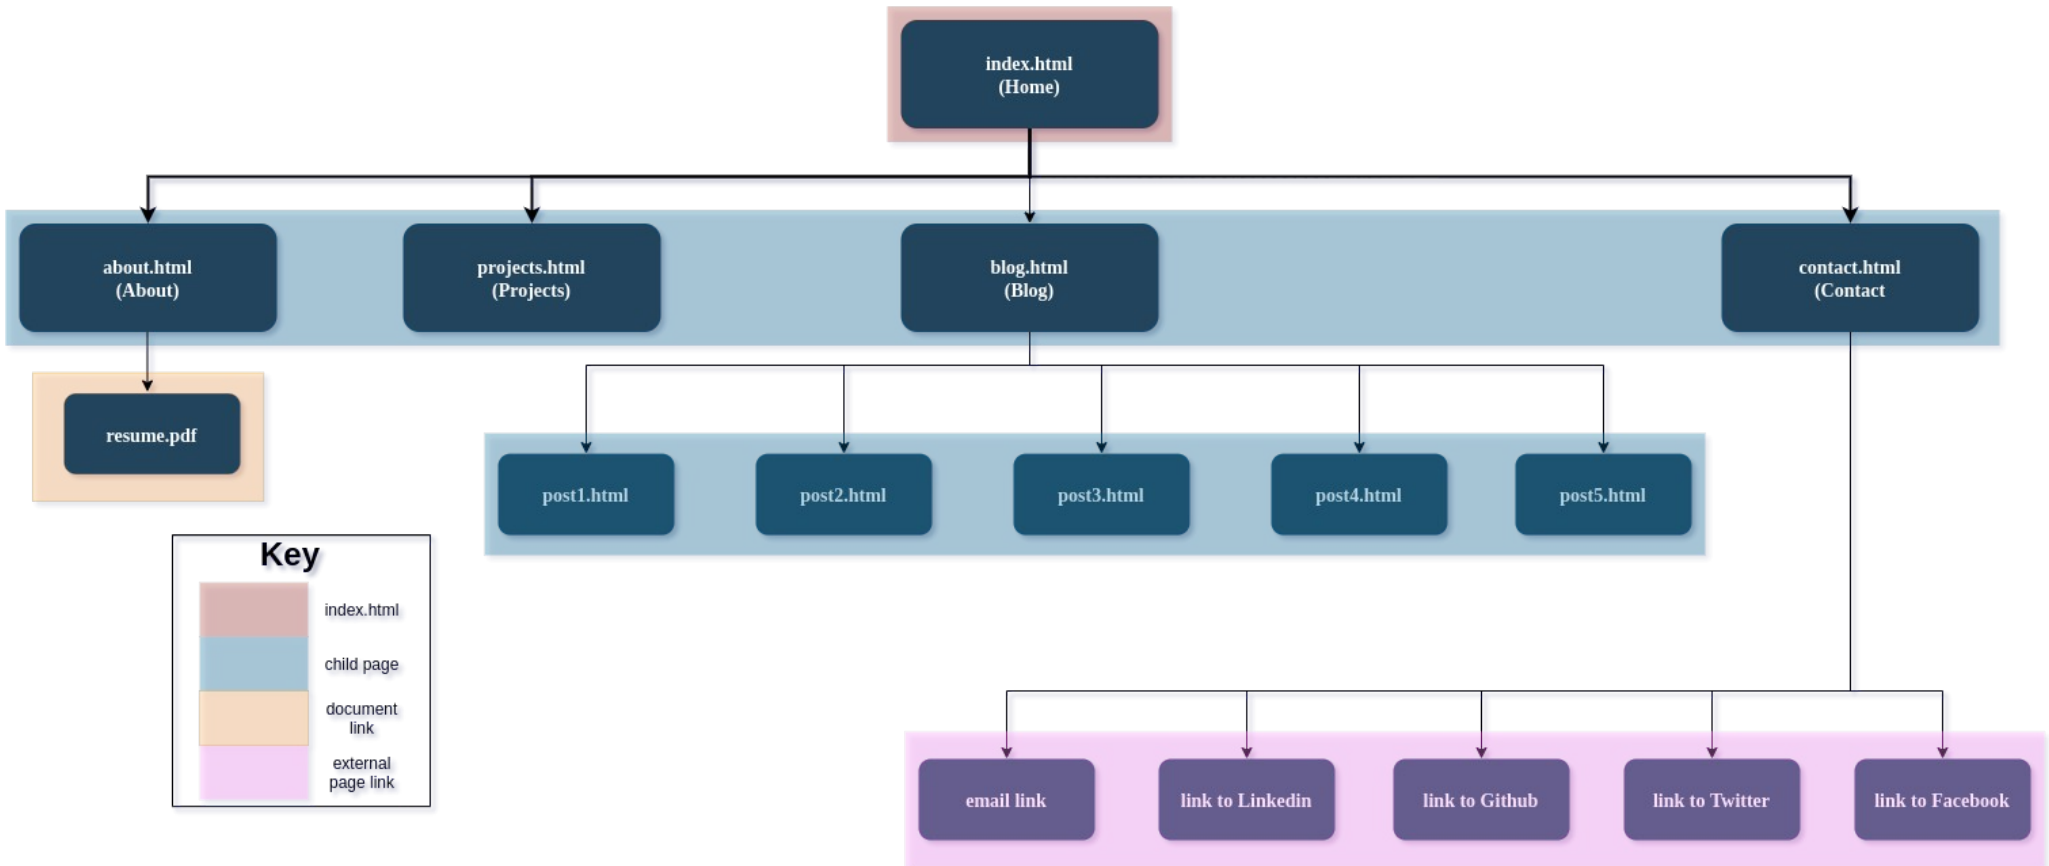 index.html
(Home)
about.html
(About)
projects.html
(Projects)
blog.html
(Blog)
contact.html
(Contact
resume.pdf
post1.html
post2.html
post3.html
post4.html
post5.html
Key
index.html
child page
document
link
external
page link
email link
link to Linkedin
link to Github
link to Twitter
link to Facebook